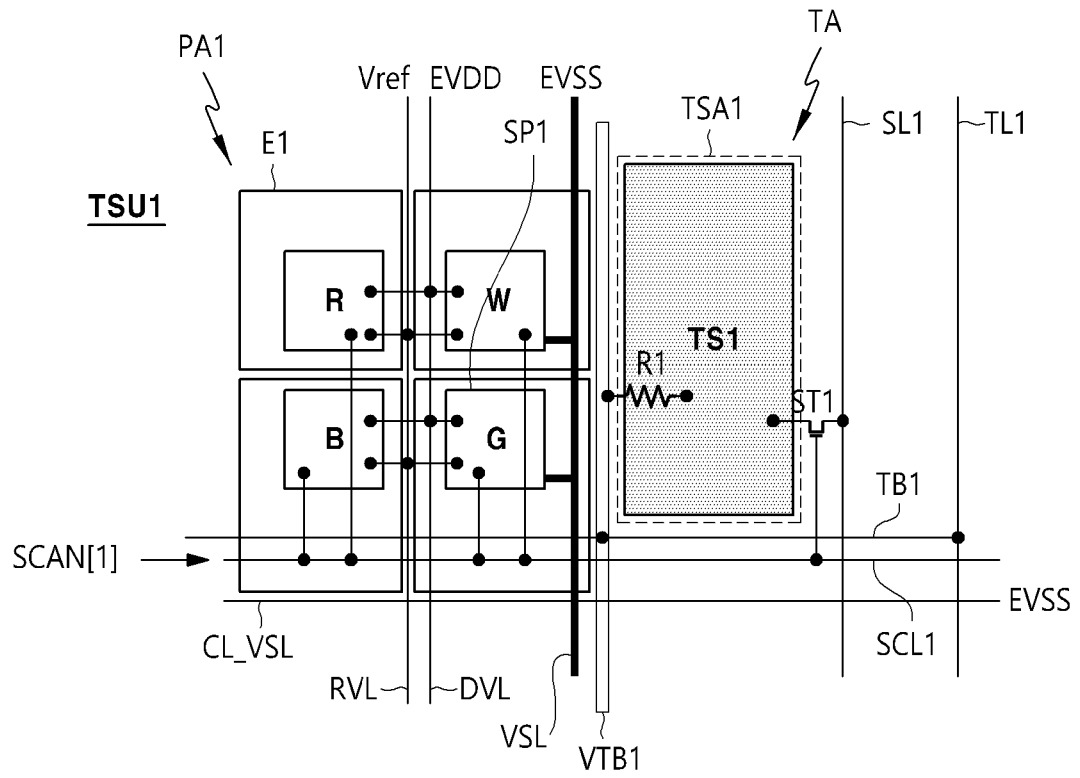 TA
PA1
Vref EVDD EVSS
TSA1
SP1
SL1 TL1
E1
TSU1
R W
TS1
R1
ST1
B G
TB1
SCAN[1]
EVSS
CL_VSL
SCL1
RVL DVL
VSL
VTB1